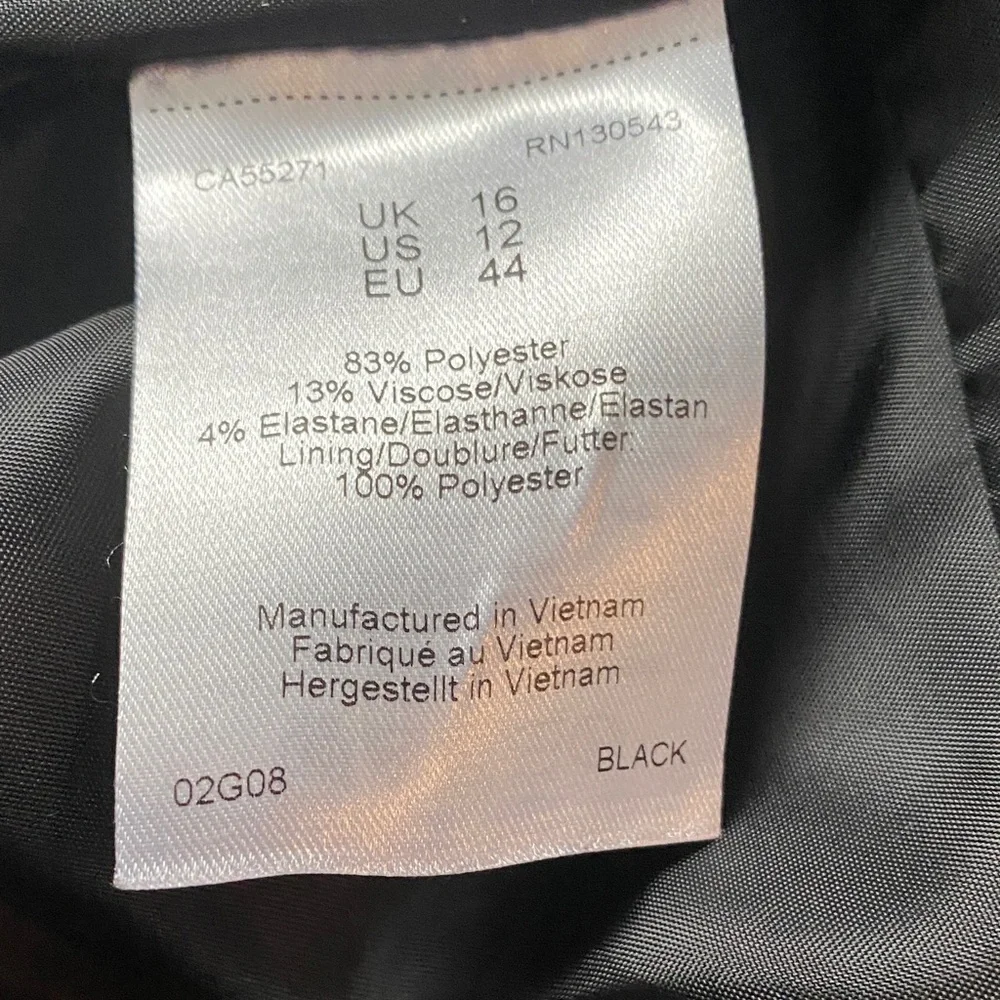 CA55271 RN130543
UK 16
US 12
EU 44
83% Polyester
13% Viscose/Viskose
4% Elastane/Elasthanne/Elastan
Lining/Doublure/Futter:
100% Polyester
Manufactured in Vietnam
Fabriqué au Vietnam
Hergestellt in Vietnam
02G08 BLACK